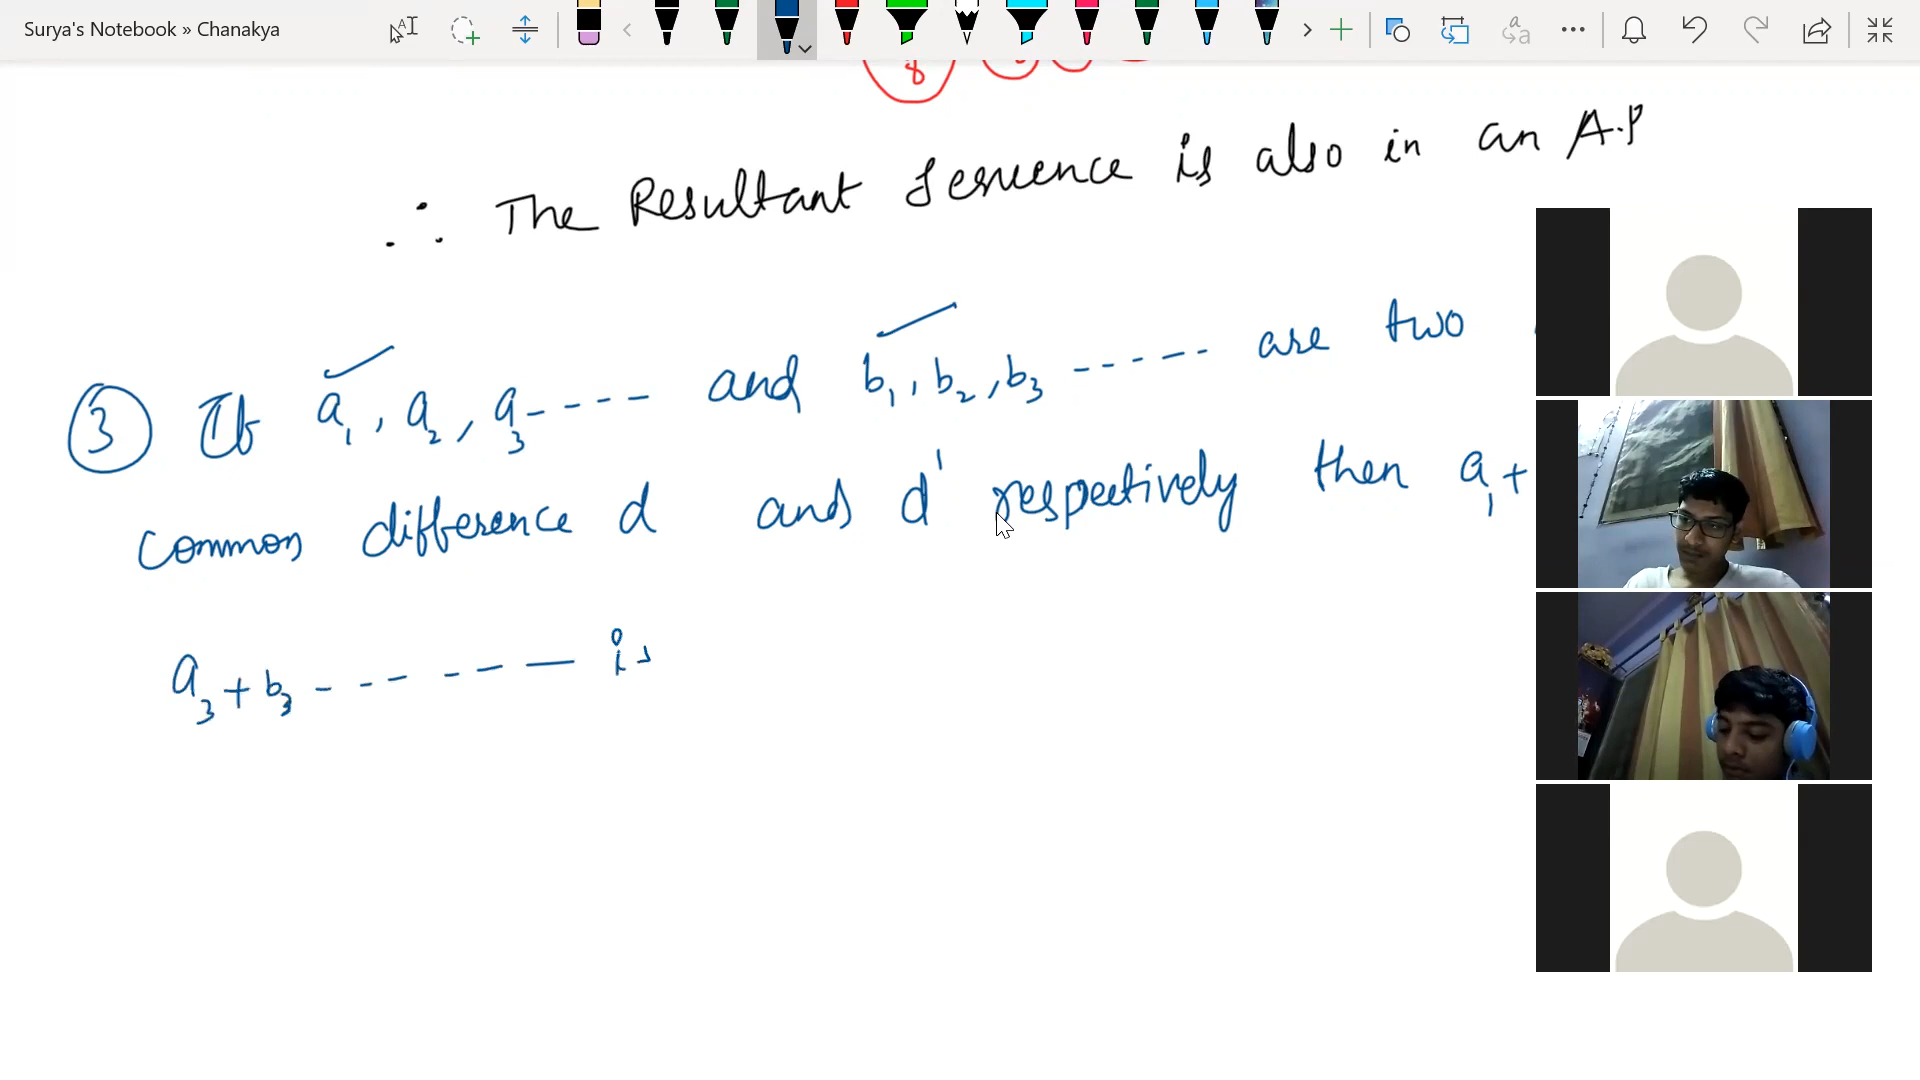 Surya's Notebook » Chanakya
8
∴ The Resultant Sequence is also in an A.P
③ If a₁, a₂, a₃ - - - - and b₁, b₂, b₃ - - - - - are two
common difference d and d' respectively then a₁ +
a₃ + b₃ - - - - - - — is